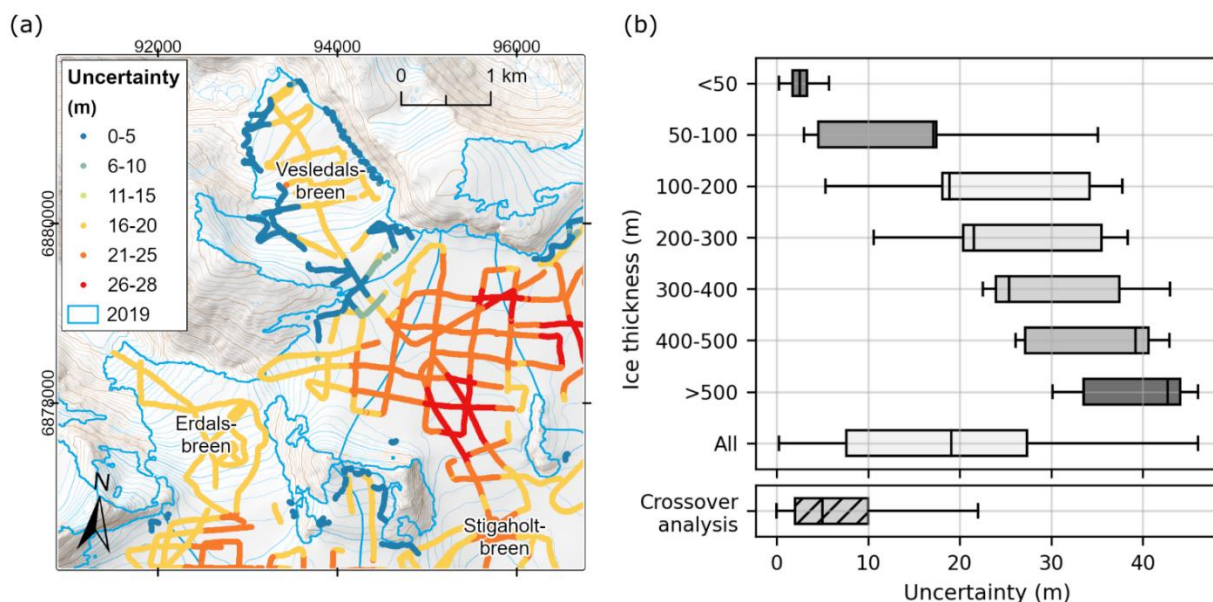 (a)
92000
94000
96000
6880000
6878000
Uncertainty
(m)
0-5
6-10
11-15
16-20
21-25
26-28
2019
0
1 km
Vesledals-
breen
Erdals-
breen
Stigaholt-
breen
N
(b)
Ice thickness (m)
<50
50-100
100-200
200-300
300-400
400-500
>500
All
Crossover
analysis
0
10
20
30
40
Uncertainty (m)